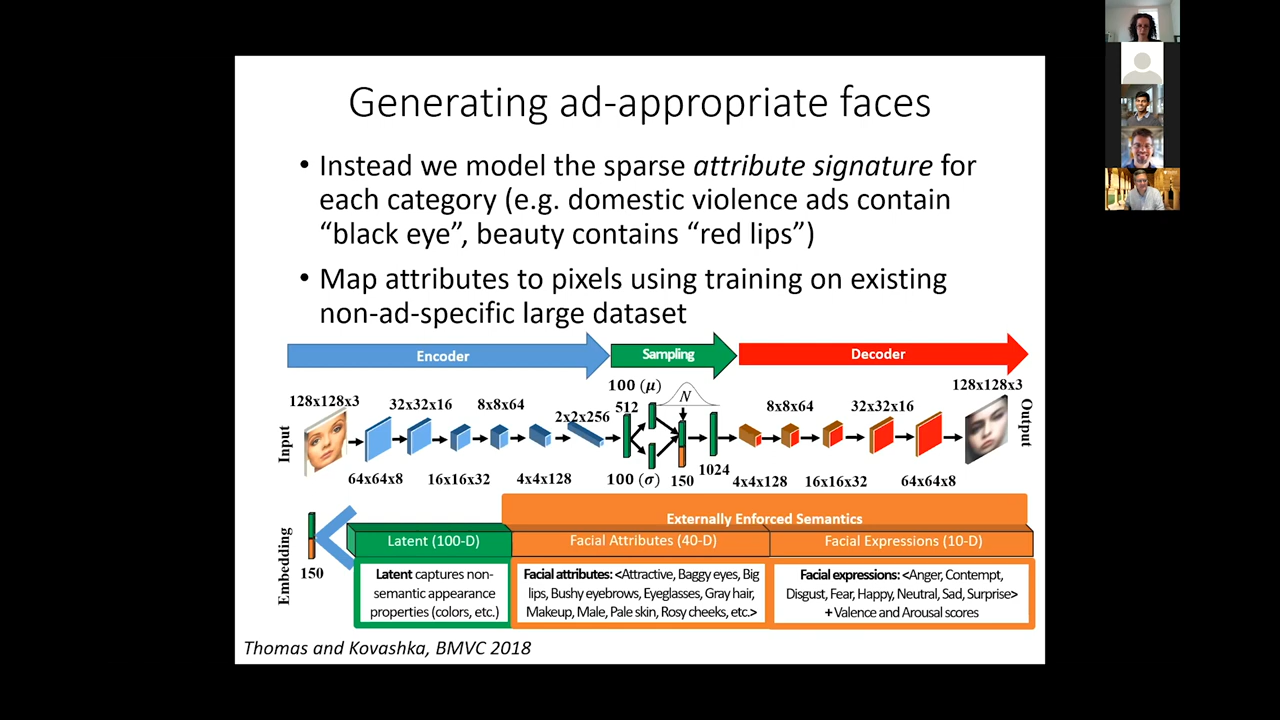 Generating ad-appropriate faces
• Instead we model the sparse attribute signature for
each category (e.g. domestic violence ads contain
“black eye”, beauty contains “red lips”)
• Map attributes to pixels using training on existing
non-ad-specific large dataset
Encoder
Sampling
Decoder
128x128x3
32x32x16
8x8x64
2x2x256
512
100 (μ)
N
8x8x64
32x32x16
128x128x3
Input
Output
64x64x8
16x16x32
4x4x128
100 (σ)
150
1024
4x4x128
16x16x32
64x64x8
Externally Enforced Semantics
Embedding
150
Latent (100-D)
Facial Attributes (40-D)
Facial Expressions (10-D)
Latent captures non-
semantic appearance
properties (colors, etc.)
Facial attributes: <Attractive, Baggy eyes, Big
lips, Bushy eyebrows, Eyeglasses, Gray hair,
Makeup, Male, Pale skin, Rosy cheeks, etc.>
Facial expressions: <Anger, Contempt,
Disgust, Fear, Happy, Neutral, Sad, Surprise>
+ Valence and Arousal scores
Thomas and Kovashka, BMVC 2018